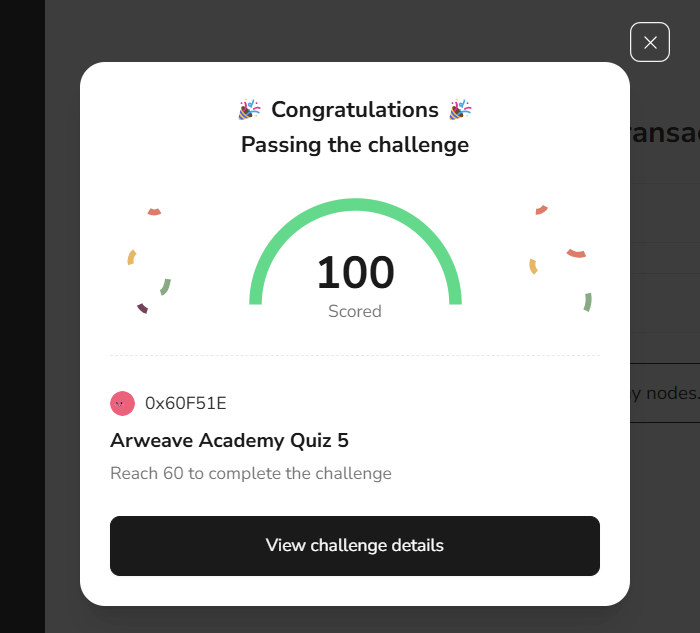 ransac
🎉 Congratulations 🎉
Passing the challenge
100
Scored
y nodes.
0x60F51E
Arweave Academy Quiz 5
Reach 60 to complete the challenge
View challenge details